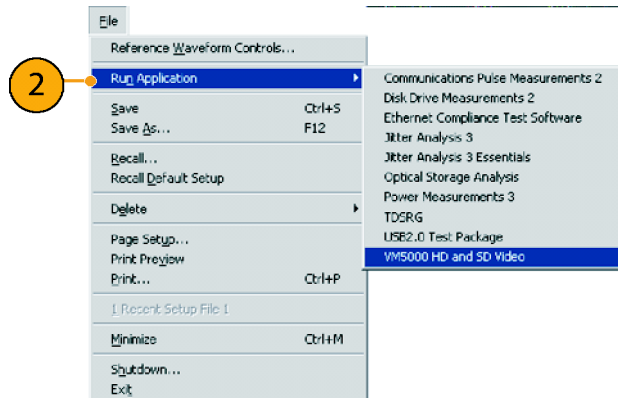 File
Reference Waveform Controls...
2
Run Application
Save Ctrl+S
Save As... F12
Recall...
Recall Default Setup
Delete
Page Setup...
Print Preview
Print... Ctrl+P
1 Recent Setup File 1
Minimize Ctrl+M
Shutdown...
Exit
Communications Pulse Measurements 2
Disk Drive Measurements 2
Ethernet Compliance Test Software
Jitter Analysis 3
Jitter Analysis 3 Essentials
Optical Storage Analysis
Power Measurements 3
TDSRG
USB2.0 Test Package
VM5000 HD and SD Video